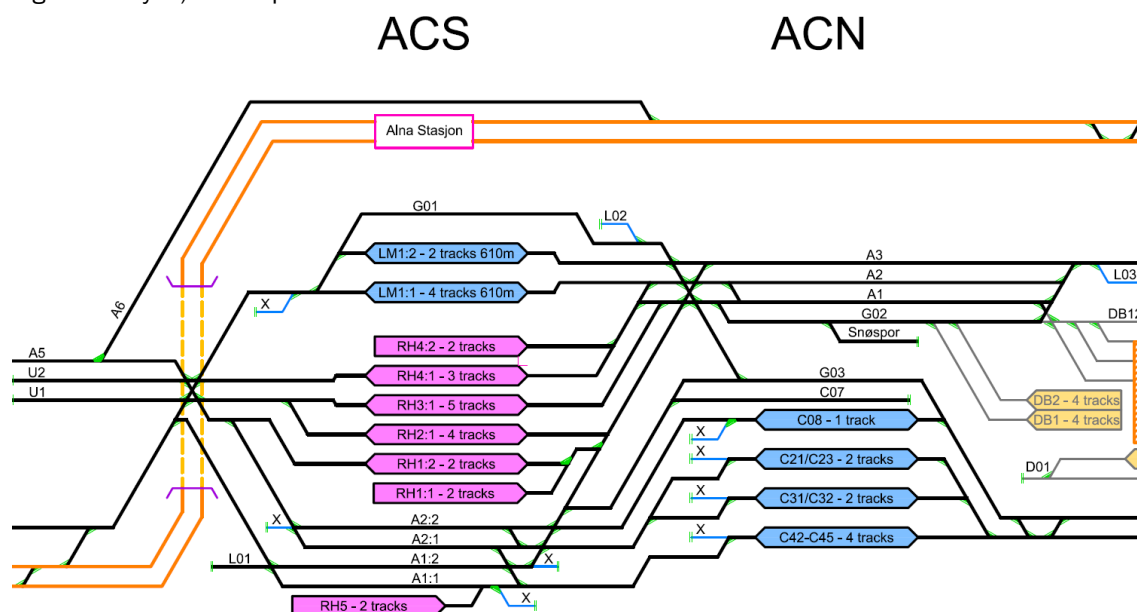 ACS
ACN
Alna Stasjon
G01
L02
LM1:2 - 2 tracks 610m
A3
A2
L03
LM1:1 - 4 tracks 610m
A1
X
A6
G02
DB12
Snøspor
RH4:2 - 2 tracks
A5
U2
RH4:1 - 3 tracks
G03
U1
RH3:1 - 5 tracks
C07
DB2 - 4 tracks
DB1 - 4 tracks
C08 - 1 track
RH2:1 - 4 tracks
X
X
C21/C23 - 2 tracks
RH1:2 - 2 tracks
D01
RH1:1 - 2 tracks
X
C31/C32 - 2 tracks
X
A2:2
X
A2:1
C42-C45 - 4 tracks
L01
A1:2
X
A1:1
RH5 - 2 tracks
X